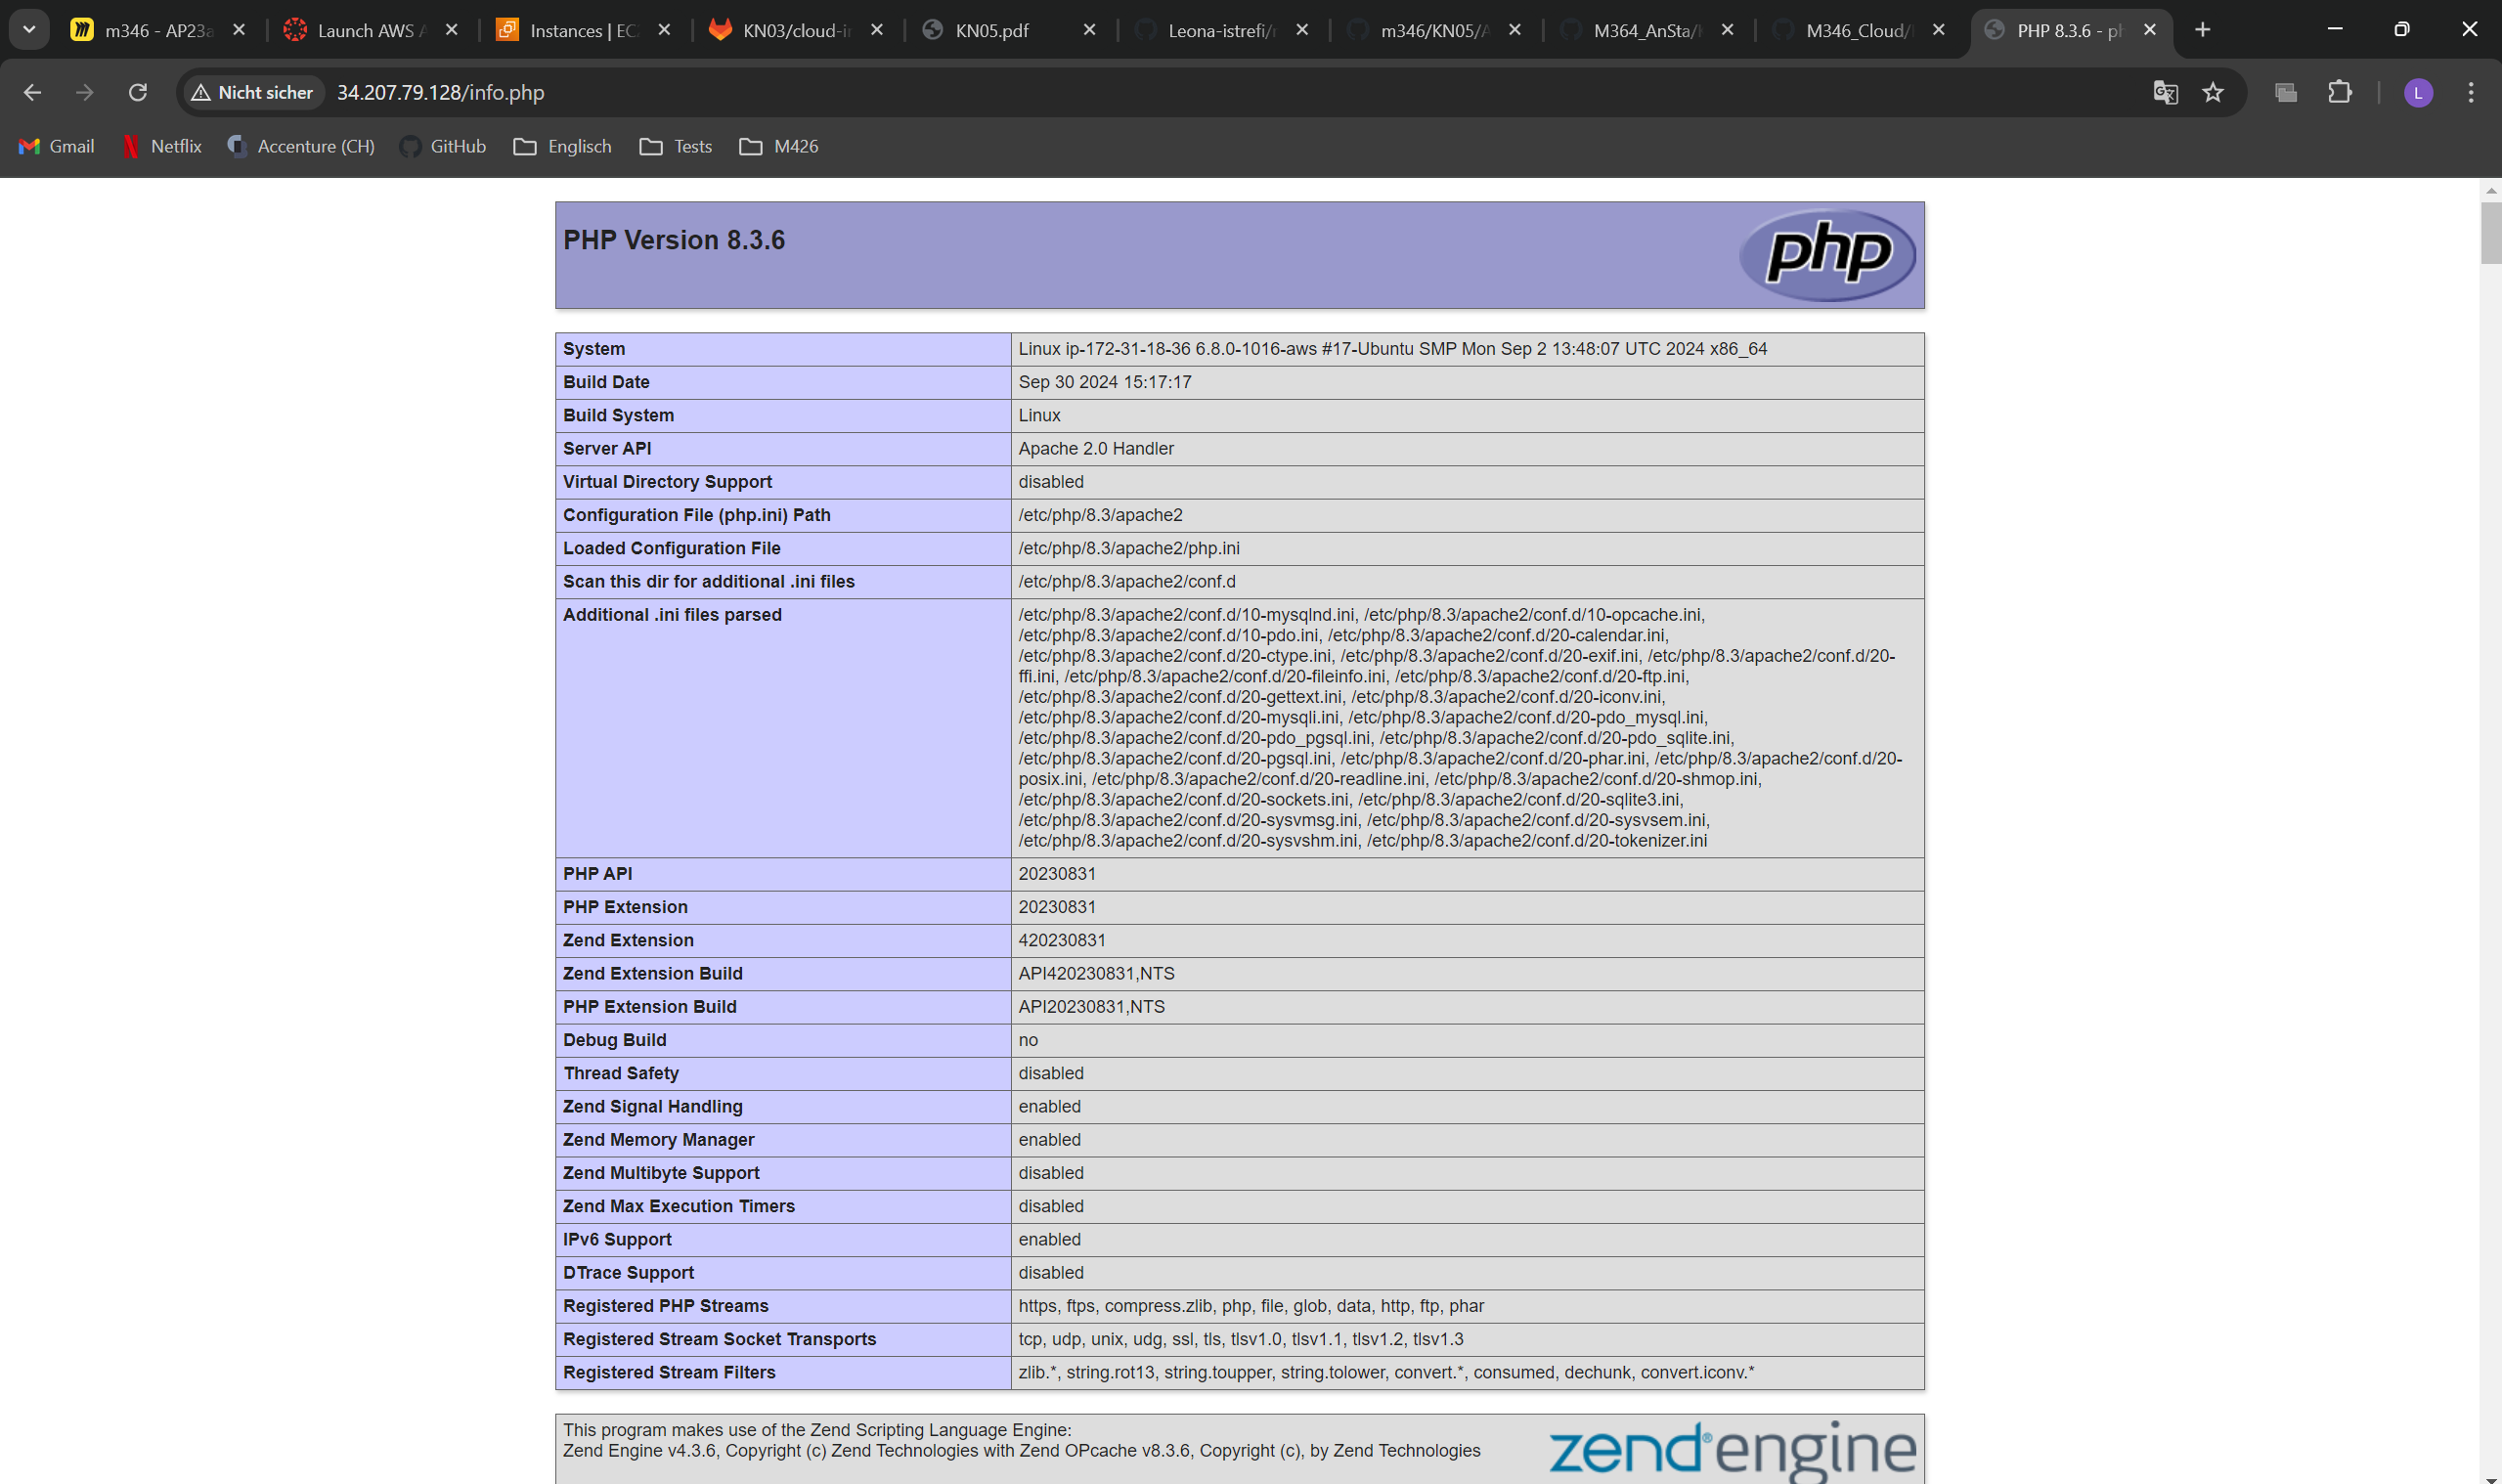 m346 - AP23a
Launch AWS A
Instances | EC
KN03/cloud-i
KN05.pdf
Leona-istrefi/
m346/KN05/A
M364_AnSta/
M346_Cloud/
PHP 8.3.6 - ph
Nicht sicher
34.207.79.128/info.php
L
Gmail
Netflix
Accenture (CH)
GitHub
Englisch
Tests
M426
PHP Version 8.3.6
php
System Linux ip-172-31-18-36 6.8.0-1016-aws #17-Ubuntu SMP Mon Sep 2 13:48:07 UTC 2024 x86_64
Build Date Sep 30 2024 15:17:17
Build System Linux
Server API Apache 2.0 Handler
Virtual Directory Support disabled
Configuration File (php.ini) Path /etc/php/8.3/apache2
Loaded Configuration File /etc/php/8.3/apache2/php.ini
Scan this dir for additional .ini files /etc/php/8.3/apache2/conf.d
Additional .ini files parsed /etc/php/8.3/apache2/conf.d/10-mysqlnd.ini, /etc/php/8.3/apache2/conf.d/10-opcache.ini,
/etc/php/8.3/apache2/conf.d/10-pdo.ini, /etc/php/8.3/apache2/conf.d/20-calendar.ini,
/etc/php/8.3/apache2/conf.d/20-ctype.ini, /etc/php/8.3/apache2/conf.d/20-exif.ini, /etc/php/8.3/apache2/conf.d/20-
ffi.ini, /etc/php/8.3/apache2/conf.d/20-fileinfo.ini, /etc/php/8.3/apache2/conf.d/20-ftp.ini,
/etc/php/8.3/apache2/conf.d/20-gettext.ini, /etc/php/8.3/apache2/conf.d/20-iconv.ini,
/etc/php/8.3/apache2/conf.d/20-mysqli.ini, /etc/php/8.3/apache2/conf.d/20-pdo_mysql.ini,
/etc/php/8.3/apache2/conf.d/20-pdo_pgsql.ini, /etc/php/8.3/apache2/conf.d/20-pdo_sqlite.ini,
/etc/php/8.3/apache2/conf.d/20-pgsql.ini, /etc/php/8.3/apache2/conf.d/20-phar.ini, /etc/php/8.3/apache2/conf.d/20-
posix.ini, /etc/php/8.3/apache2/conf.d/20-readline.ini, /etc/php/8.3/apache2/conf.d/20-shmop.ini,
/etc/php/8.3/apache2/conf.d/20-sockets.ini, /etc/php/8.3/apache2/conf.d/20-sqlite3.ini,
/etc/php/8.3/apache2/conf.d/20-sysvmsg.ini, /etc/php/8.3/apache2/conf.d/20-sysvsem.ini,
/etc/php/8.3/apache2/conf.d/20-sysvshm.ini, /etc/php/8.3/apache2/conf.d/20-tokenizer.ini
PHP API 20230831
PHP Extension 20230831
Zend Extension 420230831
Zend Extension Build API420230831,NTS
PHP Extension Build API20230831,NTS
Debug Build no
Thread Safety disabled
Zend Signal Handling enabled
Zend Memory Manager enabled
Zend Multibyte Support disabled
Zend Max Execution Timers disabled
IPv6 Support enabled
DTrace Support disabled
Registered PHP Streams https, ftps, compress.zlib, php, file, glob, data, http, ftp, phar
Registered Stream Socket Transports tcp, udp, unix, udg, ssl, tls, tlsv1.0, tlsv1.1, tlsv1.2, tlsv1.3
Registered Stream Filters zlib.*, string.rot13, string.toupper, string.tolower, convert.*, consumed, dechunk, convert.iconv.*
This program makes use of the Zend Scripting Language Engine:
Zend Engine v4.3.6, Copyright (c) Zend Technologies with Zend OPcache v8.3.6, Copyright (c), by Zend Technologies
zend® engine